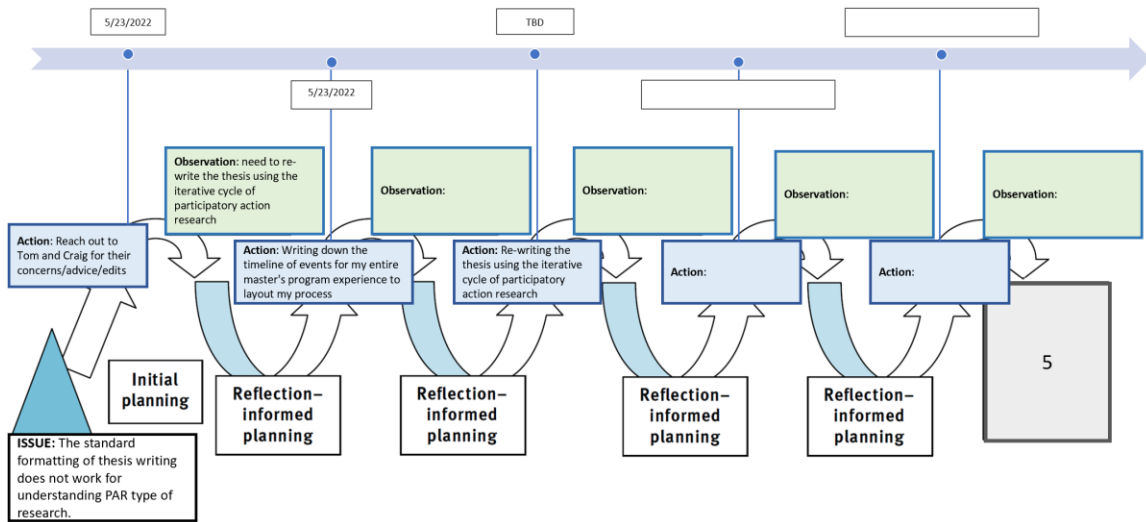 5/23/2022
TBD
5/23/2022
Observation: need to re-
write the thesis using the
iterative cycle of
participatory action
research
Observation:
Observation:
Observation:
Observation:
Action: Reach out to
Tom and Craig for their
concerns/advice/edits
Action: Writing down the
timeline of events for my entire
master's program experience to
layout my process
Action: Re-writing the
thesis using the iterative
cycle of participatory action
research
Action:
Action:
Initial
planning
Reflection–
informed
planning
Reflection–
informed
planning
Reflection–
informed
planning
Reflection–
informed
planning
5
ISSUE: The standard
formatting of thesis writing
does not work for
understanding PAR type of
research.